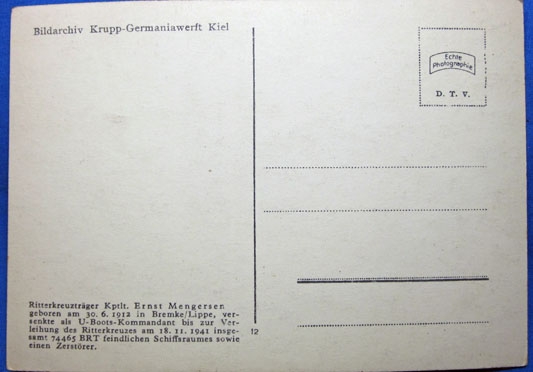 Bildarchiv Krupp-Germaniawerft Kiel
Echte
Photographie
D. T. V.
Ritterkreuzträger Kptlt. Ernst Mengersen
geboren am 30. 6. 1912 in Bremke/Lippe, ver-
senkte als U-Boots-Kommandant bis zur Ver-
leihung des Ritterkreuzes am 18. 11. 1941 insge-
samt 74465 BRT feindlichen Schiffsraumes sowie
einen Zerstörer.
12